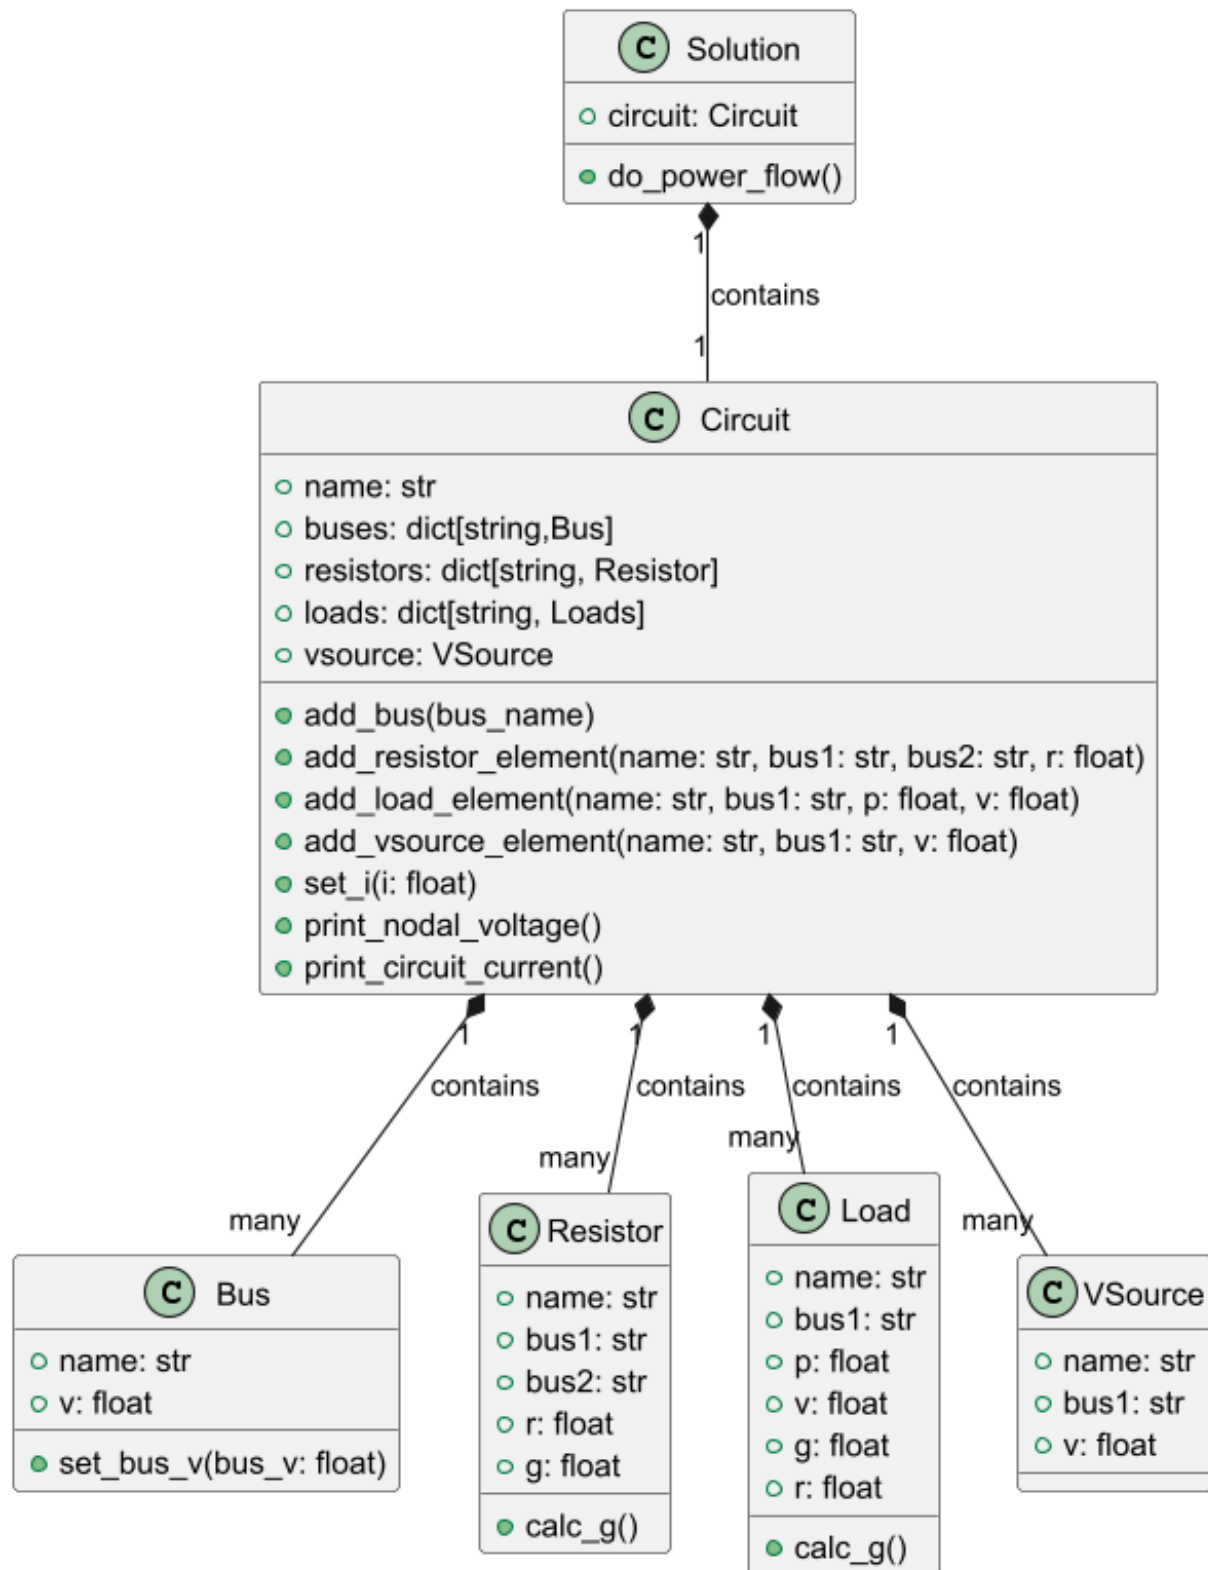 C Solution
circuit: Circuit
do_power_flow()
1
contains
1
C Circuit
name: str
buses: dict[string,Bus]
resistors: dict[string, Resistor]
loads: dict[string, Loads]
vsource: VSource
add_bus(bus_name)
add_resistor_element(name: str, bus1: str, bus2: str, r: float)
add_load_element(name: str, bus1: str, p: float, v: float)
add_vsource_element(name: str, bus1: str, v: float)
set_i(i: float)
print_nodal_voltage()
print_circuit_current()
1
1
1
1
contains
contains
contains
contains
many
many
many
many
C Bus
name: str
v: float
set_bus_v(bus_v: float)
C Resistor
name: str
bus1: str
bus2: str
r: float
g: float
calc_g()
C Load
name: str
bus1: str
p: float
v: float
g: float
r: float
calc_g()
C VSource
name: str
bus1: str
v: float